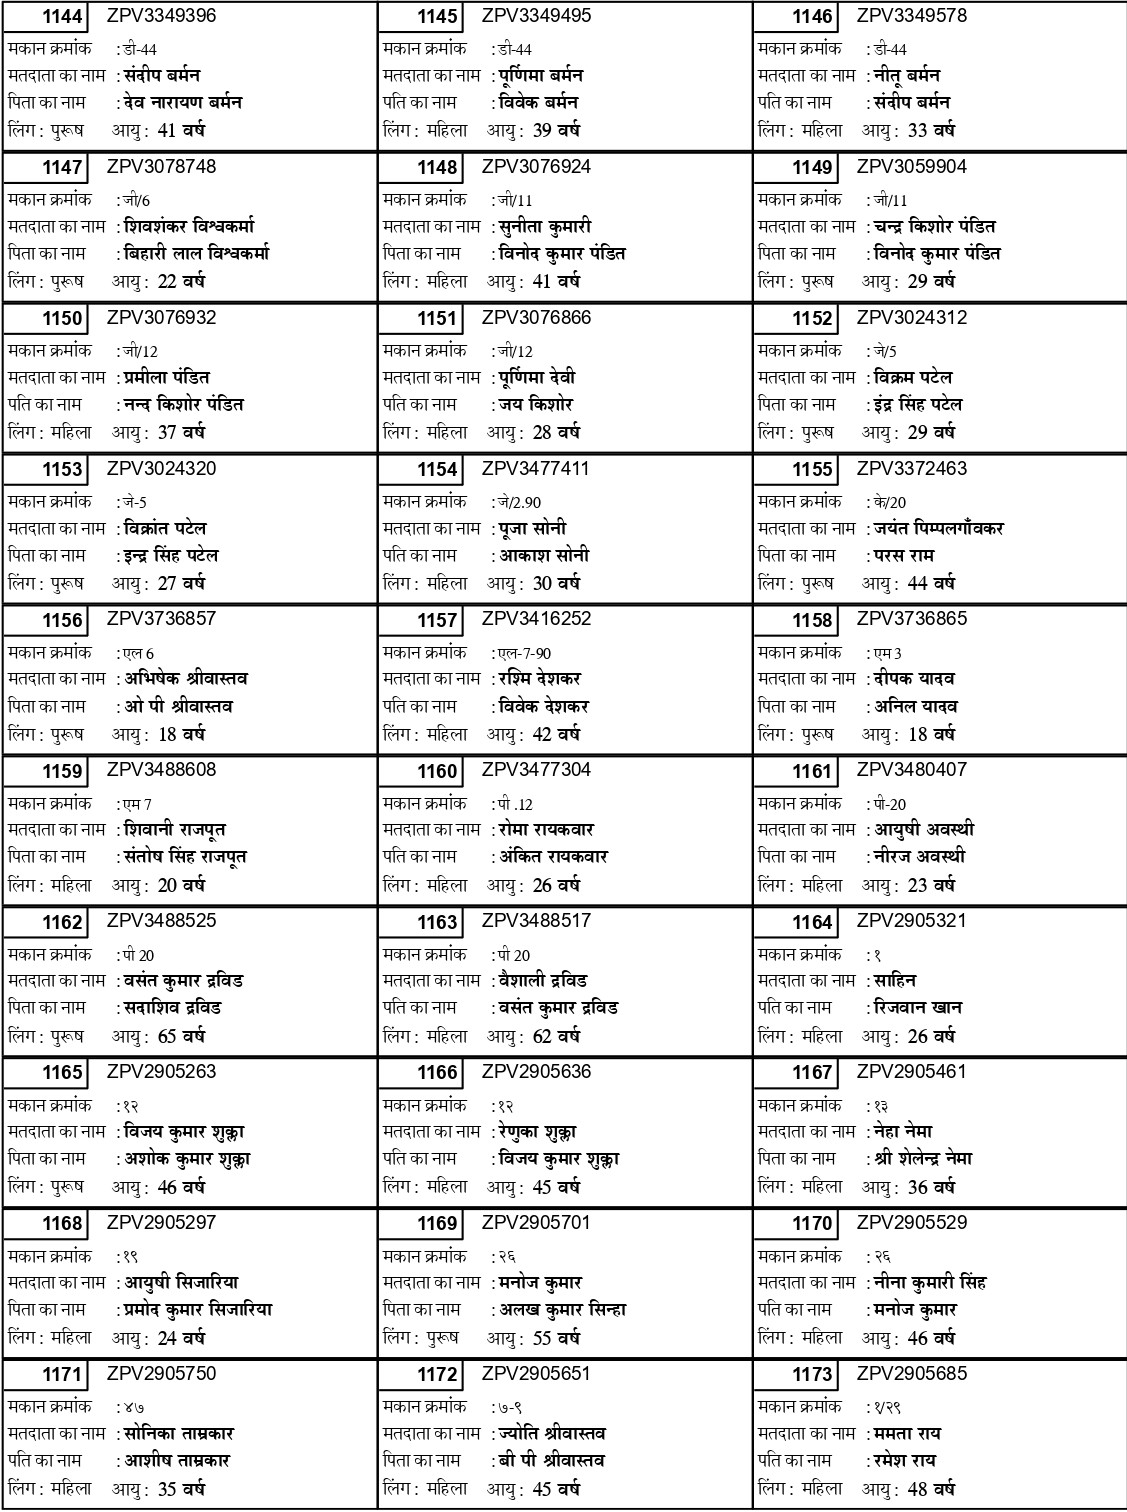 1144 ZPV3349396
मकान क्रमांक : डी-44
मतदाता का नाम : संदीप बर्मन
पिता का नाम : देव नारायण बर्मन
लिंग : पुरूष आयु : 41 वर्ष
1145 ZPV3349495
मकान क्रमांक : डी-44
मतदाता का नाम : पूर्णिमा बर्मन
पति का नाम : विवेक बर्मन
लिंग : महिला आयु : 39 वर्ष
1146 ZPV3349578
मकान क्रमांक : डी-44
मतदाता का नाम : नीतू बर्मन
पति का नाम : संदीप बर्मन
लिंग : महिला आयु : 33 वर्ष
1147 ZPV3078748
मकान क्रमांक : जी/6
मतदाता का नाम : शिवशंकर विश्वकर्मा
पिता का नाम : बिहारी लाल विश्वकर्मा
लिंग : पुरूष आयु : 22 वर्ष
1148 ZPV3076924
मकान क्रमांक : जी/11
मतदाता का नाम : सुनीता कुमारी
पिता का नाम : विनोद कुमार पंडित
लिंग : महिला आयु : 41 वर्ष
1149 ZPV3059904
मकान क्रमांक : जी/11
मतदाता का नाम : चन्द्र किशोर पंडित
पिता का नाम : विनोद कुमार पंडित
लिंग : पुरूष आयु : 29 वर्ष
1150 ZPV3076932
मकान क्रमांक : जी/12
मतदाता का नाम : प्रमीला पंडित
पति का नाम : नन्द किशोर पंडित
लिंग : महिला आयु : 37 वर्ष
1151 ZPV3076866
मकान क्रमांक : जी/12
मतदाता का नाम : पूर्णिमा देवी
पति का नाम : जय किशोर
लिंग : महिला आयु : 28 वर्ष
1152 ZPV3024312
मकान क्रमांक : जे/5
मतदाता का नाम : विक्रम पटेल
पिता का नाम : इंद्र सिंह पटेल
लिंग : पुरूष आयु : 29 वर्ष
1153 ZPV3024320
मकान क्रमांक : जे-5
मतदाता का नाम : विक्रांत पटेल
पिता का नाम : इन्द्र सिंह पटेल
लिंग : पुरूष आयु : 27 वर्ष
1154 ZPV3477411
मकान क्रमांक : जे/2.90
मतदाता का नाम : पूजा सोनी
पति का नाम : आकाश सोनी
लिंग : महिला आयु : 30 वर्ष
1155 ZPV3372463
मकान क्रमांक : के/20
मतदाता का नाम : जयंत पिम्पलगाँवकर
पिता का नाम : परस राम
लिंग : पुरूष आयु : 44 वर्ष
1156 ZPV3736857
मकान क्रमांक : एल 6
मतदाता का नाम : अभिषेक श्रीवास्तव
पिता का नाम : ओ पी श्रीवास्तव
लिंग : पुरूष आयु : 18 वर्ष
1157 ZPV3416252
मकान क्रमांक : एल-7-90
मतदाता का नाम : रश्मि देशकर
पति का नाम : विवेक देशकर
लिंग : महिला आयु : 42 वर्ष
1158 ZPV3736865
मकान क्रमांक : एम 3
मतदाता का नाम : दीपक यादव
पिता का नाम : अनिल यादव
लिंग : पुरूष आयु : 18 वर्ष
1159 ZPV3488608
मकान क्रमांक : एम 7
मतदाता का नाम : शिवानी राजपूत
पिता का नाम : संतोष सिंह राजपूत
लिंग : महिला आयु : 20 वर्ष
1160 ZPV3477304
मकान क्रमांक : पी .12
मतदाता का नाम : रोमा रायकवार
पति का नाम : अंकित रायकवार
लिंग : महिला आयु : 26 वर्ष
1161 ZPV3480407
मकान क्रमांक : पी-20
मतदाता का नाम : आयुषी अवस्थी
पिता का नाम : नीरज अवस्थी
लिंग : महिला आयु : 23 वर्ष
1162 ZPV3488525
मकान क्रमांक : पी 20
मतदाता का नाम : वसंत कुमार द्रविड
पिता का नाम : सदाशिव द्रविड
लिंग : पुरूष आयु : 65 वर्ष
1163 ZPV3488517
मकान क्रमांक : पी 20
मतदाता का नाम : वैशाली द्रविड
पति का नाम : वसंत कुमार द्रविड
लिंग : महिला आयु : 62 वर्ष
1164 ZPV2905321
मकान क्रमांक : १
मतदाता का नाम : साहिन
पति का नाम : रिजवान खान
लिंग : महिला आयु : 26 वर्ष
1165 ZPV2905263
मकान क्रमांक : १२
मतदाता का नाम : विजय कुमार शुक्ला
पिता का नाम : अशोक कुमार शुक्ला
लिंग : पुरूष आयु : 46 वर्ष
1166 ZPV2905636
मकान क्रमांक : १२
मतदाता का नाम : रेणुका शुक्ला
पति का नाम : विजय कुमार शुक्ला
लिंग : महिला आयु : 45 वर्ष
1167 ZPV2905461
मकान क्रमांक : १३
मतदाता का नाम : नेहा नेमा
पिता का नाम : श्री शेलेन्द्र नेमा
लिंग : महिला आयु : 36 वर्ष
1168 ZPV2905297
मकान क्रमांक : १९
मतदाता का नाम : आयुषी सिजारिया
पिता का नाम : प्रमोद कुमार सिजारिया
लिंग : महिला आयु : 24 वर्ष
1169 ZPV2905701
मकान क्रमांक : २६
मतदाता का नाम : मनोज कुमार
पिता का नाम : अलख कुमार सिन्हा
लिंग : पुरूष आयु : 55 वर्ष
1170 ZPV2905529
मकान क्रमांक : २६
मतदाता का नाम : नीना कुमारी सिंह
पति का नाम : मनोज कुमार
लिंग : महिला आयु : 46 वर्ष
1171 ZPV2905750
मकान क्रमांक : ४७
मतदाता का नाम : सोनिका ताम्रकार
पति का नाम : आशीष ताम्रकार
लिंग : महिला आयु : 35 वर्ष
1172 ZPV2905651
मकान क्रमांक : ७-९
मतदाता का नाम : ज्योति श्रीवास्तव
पिता का नाम : बी पी श्रीवास्तव
लिंग : महिला आयु : 45 वर्ष
1173 ZPV2905685
मकान क्रमांक : १/२९
मतदाता का नाम : ममता राय
पति का नाम : रमेश राय
लिंग : महिला आयु : 48 वर्ष